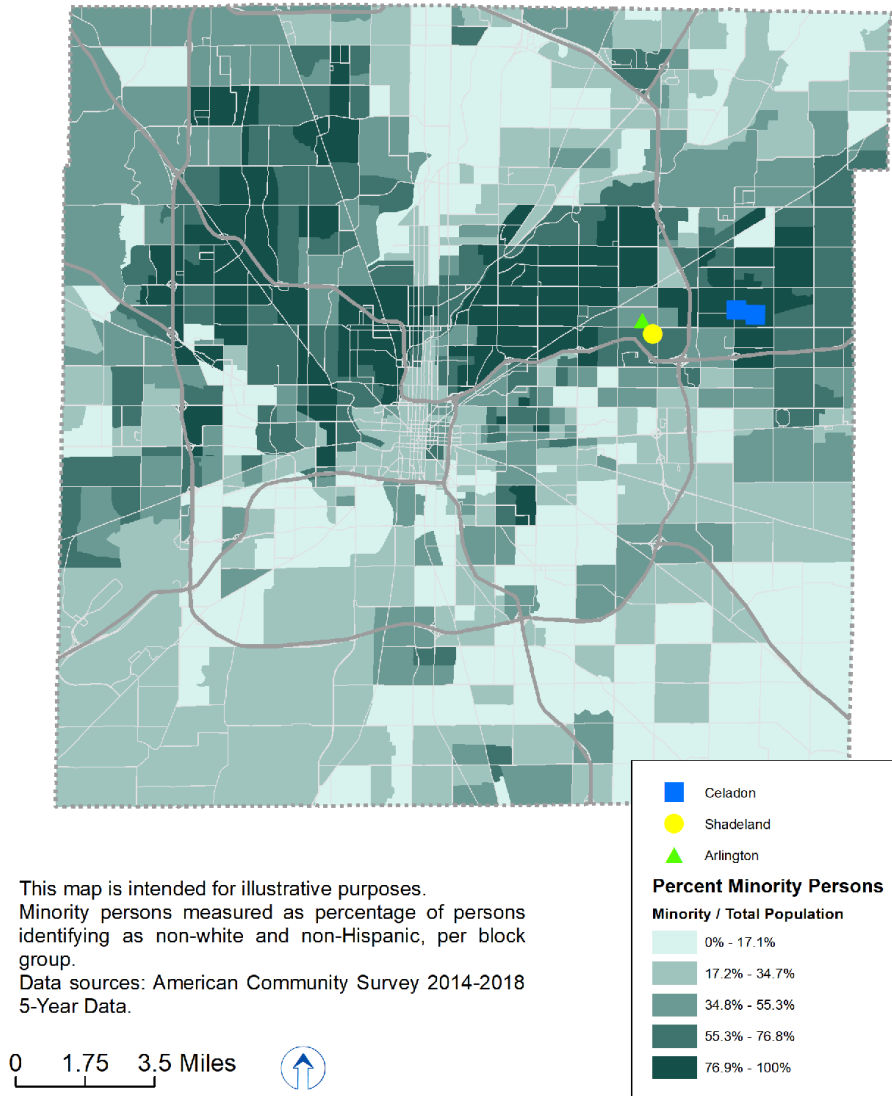 Celadon
Shadeland
Arlington
Percent Minority Persons
Minority / Total Population
0% - 17.1%
17.2% - 34.7%
34.8% - 55.3%
55.3% - 76.8%
76.9% - 100%
This map is intended for illustrative purposes.
Minority persons measured as percentage of persons
identifying as non-white and non-Hispanic, per block
group.
Data sources: American Community Survey 2014-2018
5-Year Data.
0 1.75 3.5 Miles